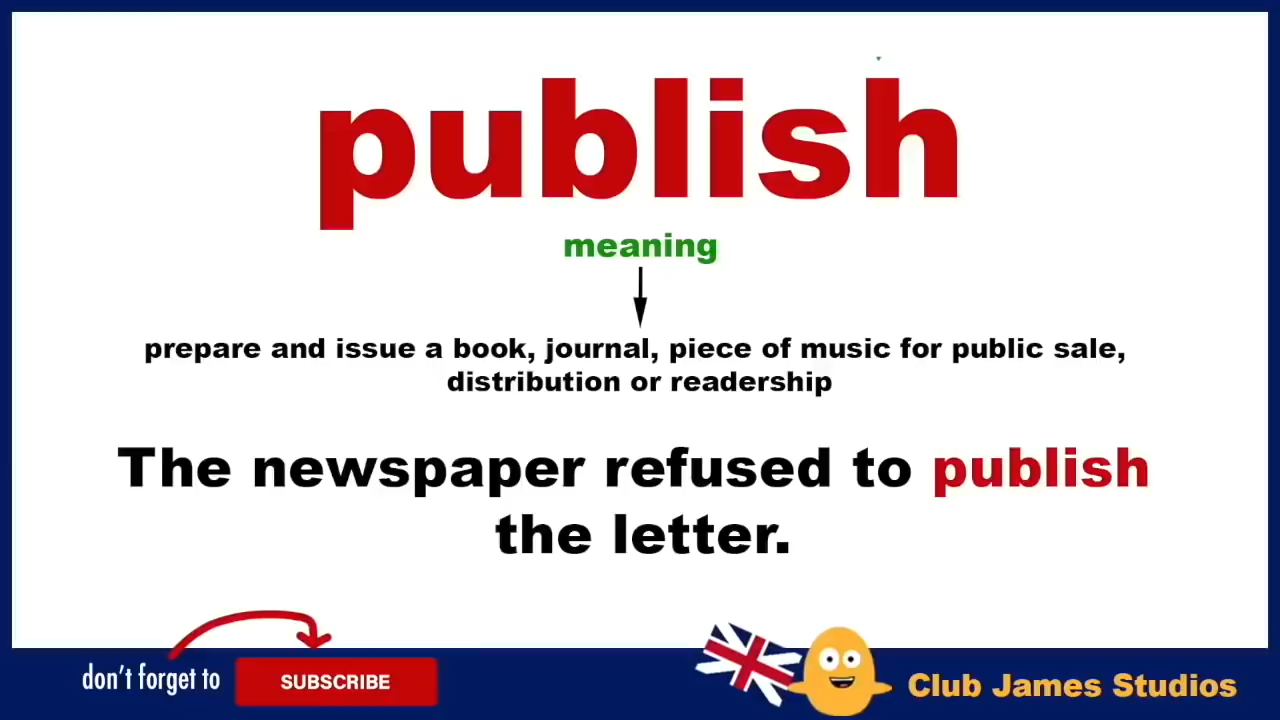 publish
meaning
prepare and issue a book, journal, piece of music for public sale,
distribution or readership
The newspaper refused to publish
the letter.
don't forget to
SUBSCRIBE
Club James Studios